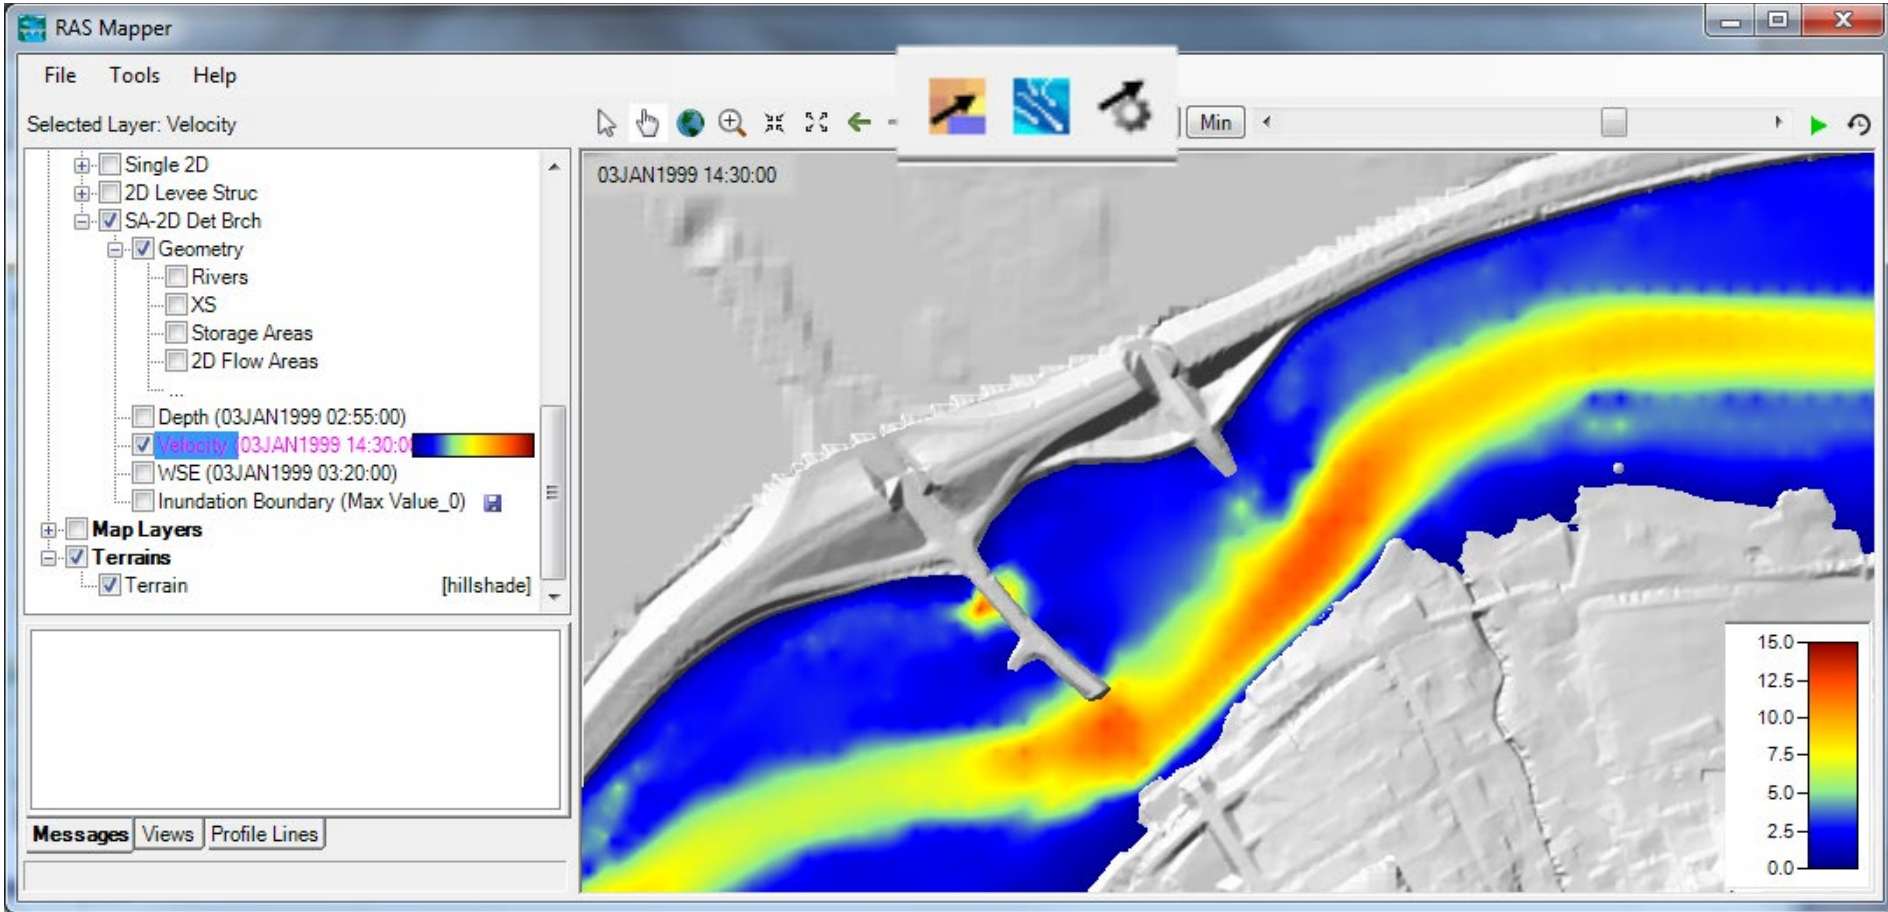 RAS Mapper
File Tools Help
Selected Layer: Velocity
Min
Single 2D
2D Levee Struc
SA-2D Det Brch
Geometry
Rivers
XS
Storage Areas
2D Flow Areas
...
Depth (03JAN1999 02:55:00)
Velocity (03JAN1999 14:30:0
WSE (03JAN1999 03:20:00)
Inundation Boundary (Max Value_0)
Map Layers
Terrains
Terrain [hillshade]
Messages Views Profile Lines
03JAN1999 14:30:00
15.0
12.5
10.0
7.5
5.0
2.5
0.0